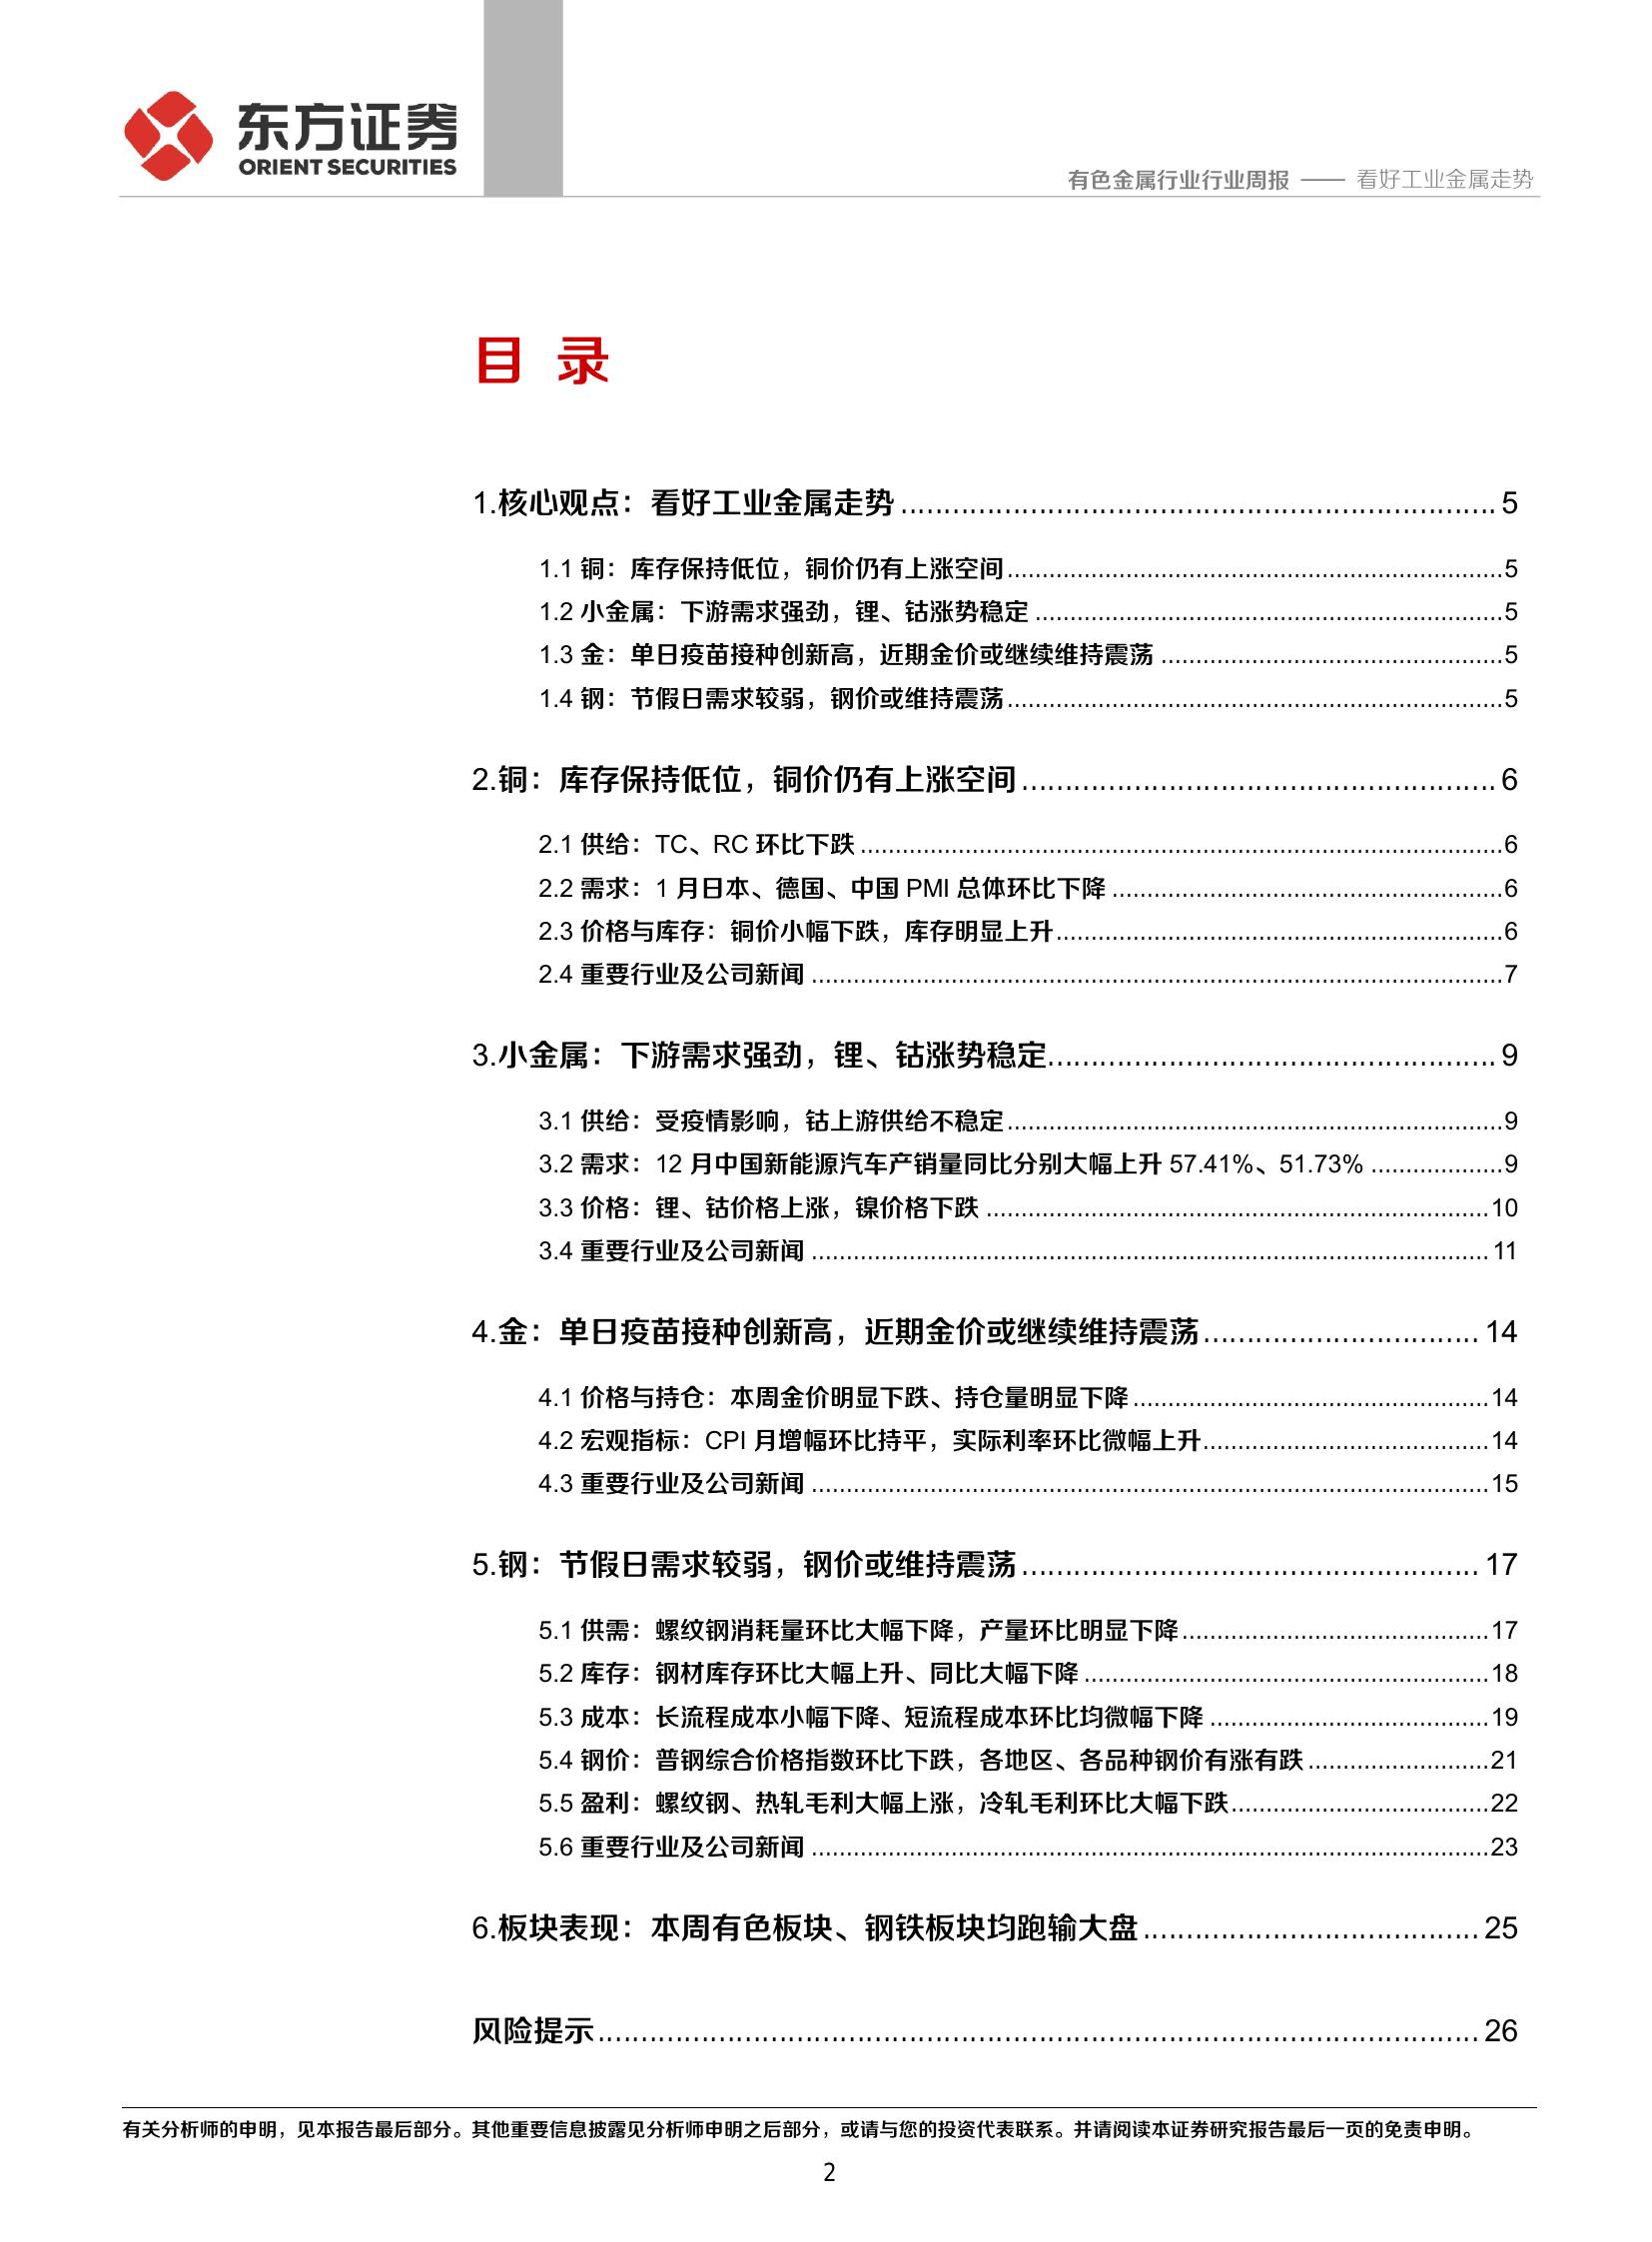 东方证券
ORIENT SECURITIES
有色金属行业行业周报 —— 看好工业金属走势
目 录
1.核心观点：看好工业金属走势 ........ 5
1.1 铜：库存保持低位，铜价仍有上涨空间 ........ 5
1.2 小金属：下游需求强劲，锂、钴涨势稳定 ........ 5
1.3 金：单日疫苗接种创新高，近期金价或继续维持震荡 ........ 5
1.4 钢：节假日需求较弱，钢价或维持震荡 ........ 5
2.铜：库存保持低位，铜价仍有上涨空间 ........ 6
2.1 供给：TC、RC 环比下跌 ........ 6
2.2 需求：1 月日本、德国、中国 PMI 总体环比下降 ........ 6
2.3 价格与库存：铜价小幅下跌，库存明显上升 ........ 6
2.4 重要行业及公司新闻 ........ 7
3.小金属：下游需求强劲，锂、钴涨势稳定 ........ 9
3.1 供给：受疫情影响，钴上游供给不稳定 ........ 9
3.2 需求：12 月中国新能源汽车产销量同比分别大幅上升 57.41%、51.73% ........ 9
3.3 价格：锂、钴价格上涨，镍价格下跌 ........ 10
3.4 重要行业及公司新闻 ........ 11
4.金：单日疫苗接种创新高，近期金价或继续维持震荡 ........ 14
4.1 价格与持仓：本周金价明显下跌、持仓量明显下降 ........ 14
4.2 宏观指标：CPI 月增幅环比持平，实际利率环比微幅上升 ........ 14
4.3 重要行业及公司新闻 ........ 15
5.钢：节假日需求较弱，钢价或维持震荡 ........ 17
5.1 供需：螺纹钢消耗量环比大幅下降，产量环比明显下降 ........ 17
5.2 库存：钢材库存环比大幅上升、同比大幅下降 ........ 18
5.3 成本：长流程成本小幅下降、短流程成本环比均微幅下降 ........ 19
5.4 钢价：普钢综合价格指数环比下跌，各地区、各品种钢价有涨有跌 ........ 21
5.5 盈利：螺纹钢、热轧毛利大幅上涨，冷轧毛利环比大幅下跌 ........ 22
5.6 重要行业及公司新闻 ........ 23
6.板块表现：本周有色板块、钢铁板块均跑输大盘 ........ 25
风险提示 ........ 26
有关分析师的申明，见本报告最后部分。其他重要信息披露见分析师申明之后部分，或请与您的投资代表联系。并请阅读本证券研究报告最后一页的免责申明。
2